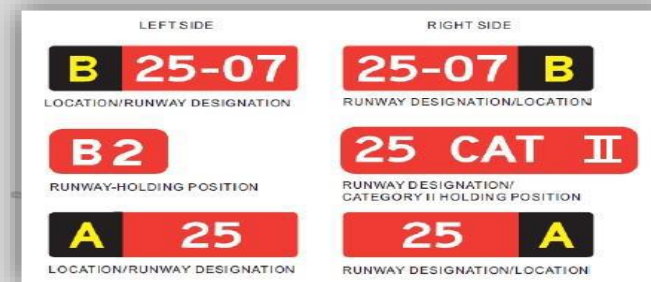 LEFT SIDE RIGHT SIDE
B 25-07 25-07 B
LOCATION/RUNWAY DESIGNATION RUNWAY DESIGNATION/LOCATION
B2 25 CAT II
RUNWAY-HOLDING POSITION RUNWAY DESIGNATION/
CATEGORY II HOLDING POSITION
A 25 25 A
LOCATION/RUNWAY DESIGNATION RUNWAY DESIGNATION/LOCATION